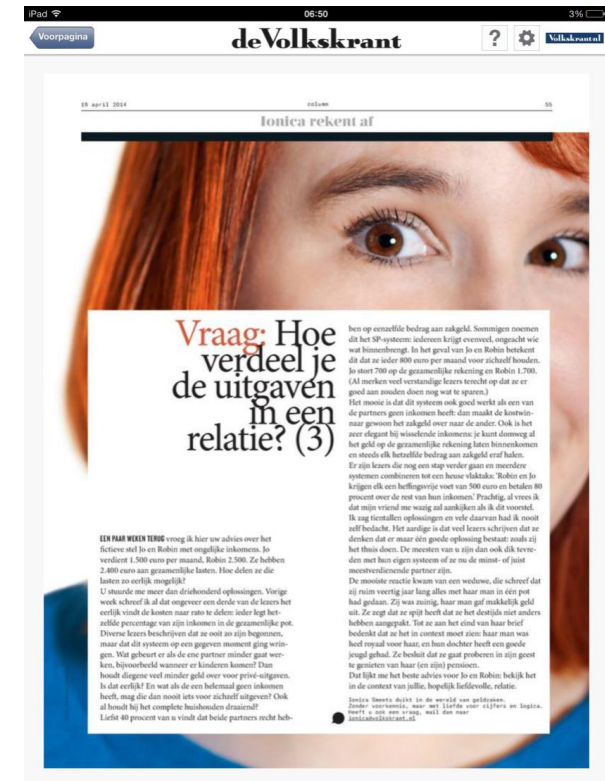 iPad
06:50
3%
Voorpagina
deVolkskrant
?
Volkskrant.nl
19 april 2014
column
55
Ionica rekent af
Vraag: Hoe
verdeel je
de uitgaven
in een
relatie? (3)
EEN PAAR WEKEN TERUG vroeg ik hier uw advies over het
fictieve stel Jo en Robin met ongelijke inkomens. Jo
verdient 1.500 euro per maand, Robin 2.500. Ze hebben
2.400 euro aan gezamenlijke lasten. Hoe delen ze die
lasten zo eerlijk mogelijk?
U stuurde me meer dan driehonderd oplossingen. Vorige
week schreef ik al dat ongeveer een derde van de lezers het
eerlijk vindt de kosten naar rato te delen: ieder legt het-
zelfde percentage van zijn inkomen in de gezamenlijke pot.
Diverse lezers beschrijven dat ze ooit zo zijn begonnen,
maar dat dit systeem op een gegeven moment ging wrin-
gen. Wat gebeurt er als de ene partner minder gaat wer-
ken, bijvoorbeeld wanneer er kinderen komen? Dan
houdt diegene veel minder geld over voor privé-uitgaven.
Is dat eerlijk? En wat als de een helemaal geen inkomen
heeft, mag die dan nooit iets voor zichzelf uitgeven? Ook
al houdt hij het complete huishouden draaiend?
Liefst 40 procent van u vindt dat beide partners recht heb-
ben op eenzelfde bedrag aan zakgeld. Sommigen noemen
dit het SP-systeem: iedereen krijgt evenveel, ongeacht wie
wat binnenbrengt. In het geval van Jo en Robin betekent
dit dat ze ieder 800 euro per maand voor zichzelf houden.
Jo stort 700 op de gezamenlijke rekening en Robin 1.700.
(Al merken veel verstandige lezers terecht op dat ze er
goed aan zouden doen nog wat te sparen.)
Het mooie is dat dit systeem ook goed werkt als een van
de partners geen inkomen heeft: dan maakt de kostwin-
naar gewoon het zakgeld over naar de ander. Ook is het
zeer elegant bij wisselende inkomens: je kunt domweg al
het geld op de gezamenlijke rekening laten binnenkomen
en steeds elk hetzelfde bedrag aan zakgeld eraf halen.
Er zijn lezers die nog een stap verder gaan en meerdere
systemen combineren tot een heuse vlaktaks: 'Robin en Jo
krijgen elk een heffingsvrije voet van 500 euro en betalen 80
procent over de rest van hun inkomen.' Prachtig, al vrees ik
dat mijn vriend me wazig zal aankijken als ik dit voorstel.
Ik zag tientallen oplossingen en vele daarvan had ik nooit
zelf bedacht. Het aardige is dat veel lezers schrijven dat ze
denken dat er maar één goede oplossing bestaat: zoals zij
het thuis doen. De meesten van u zijn dan ook dik tevre-
den met hun eigen systeem of ze nu de minst- of juist
meestverdienende partner zijn.
De mooiste reactie kwam van een weduwe, die schreef dat
zij ruim veertig jaar lang alles met haar man in één pot
had gedaan. Zij was zuinig, haar man gaf makkelijk geld
uit. Ze zegt dat ze spijt heeft dat ze het destijds niet anders
hebben aangepakt. Tot ze aan het eind van haar brief
bedenkt dat ze het in context moet zien: haar man was
heel royaal voor haar, en hun dochter heeft een goede
jeugd gehad. Ze besluit dat ze gaat proberen in zijn geest
te genieten van haar (en zijn) pensioen.
Dat lijkt me het beste advies voor Jo en Robin: bekijk het
in de context van jullie, hopelijk liefdevolle, relatie.
Ionica Smeets duikt in de wereld van geldzaken.
Zonder voorkennis, maar met liefde voor cijfers en logica.
Heeft u ook een vraag, mail dan naar
ionica@volkskrant.nl